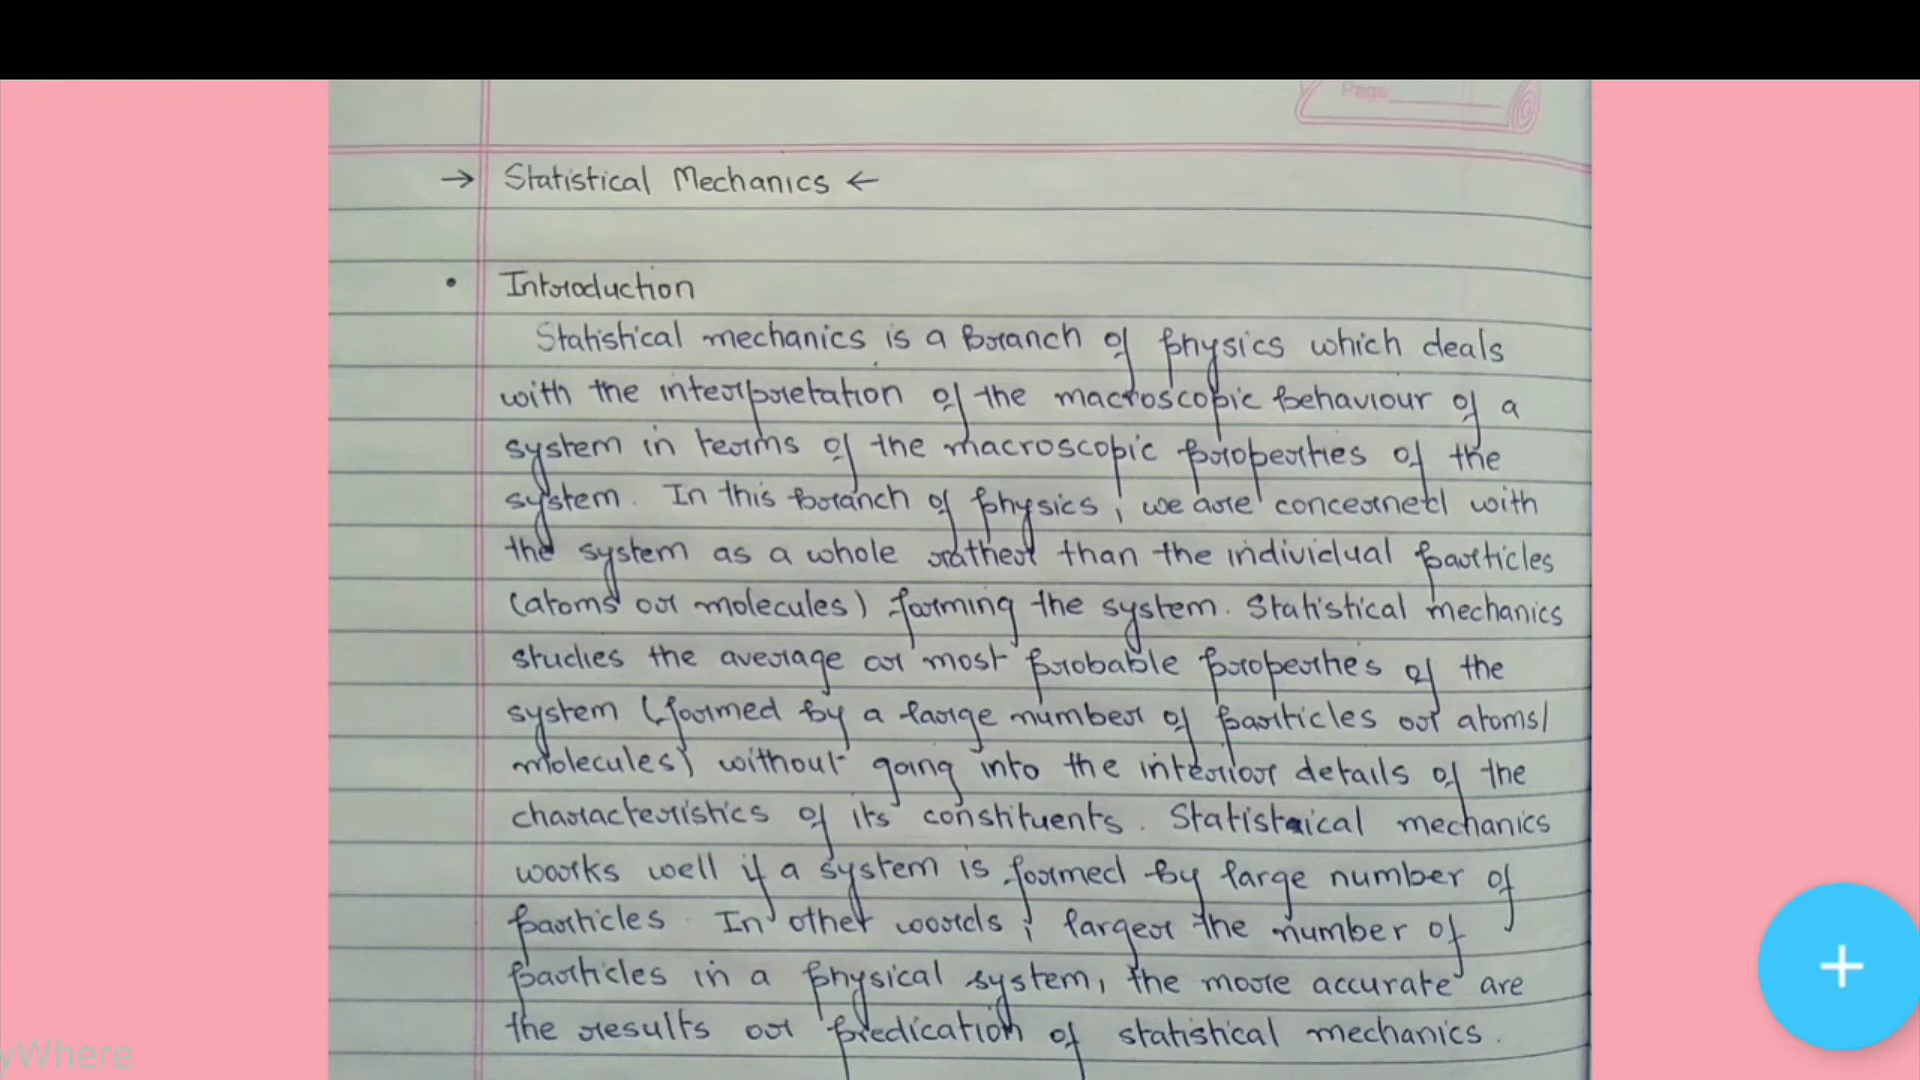 Page
→ Statistical Mechanics ←
• Introduction
Statistical mechanics is a Branch of physics which deals
with the interpretation of the macroscopic behaviour of a
system in terms of the macroscopic properties of the
system. In this branch of physics, we are concerned with
the system as a whole rather than the individual particles
(atoms or molecules) forming the system. Statistical mechanics
studies the average or most probable properties of the
system (formed by a large number of particles or atoms/
molecules) without going into the interior details of the
characteristics of its constituents. Statistaical mechanics
works well if a system is formed by large number of
particles. In other words; larger the number of
particles in a physical system, the more accurate are
the results or predication of statistical mechanics.
yWhere
+